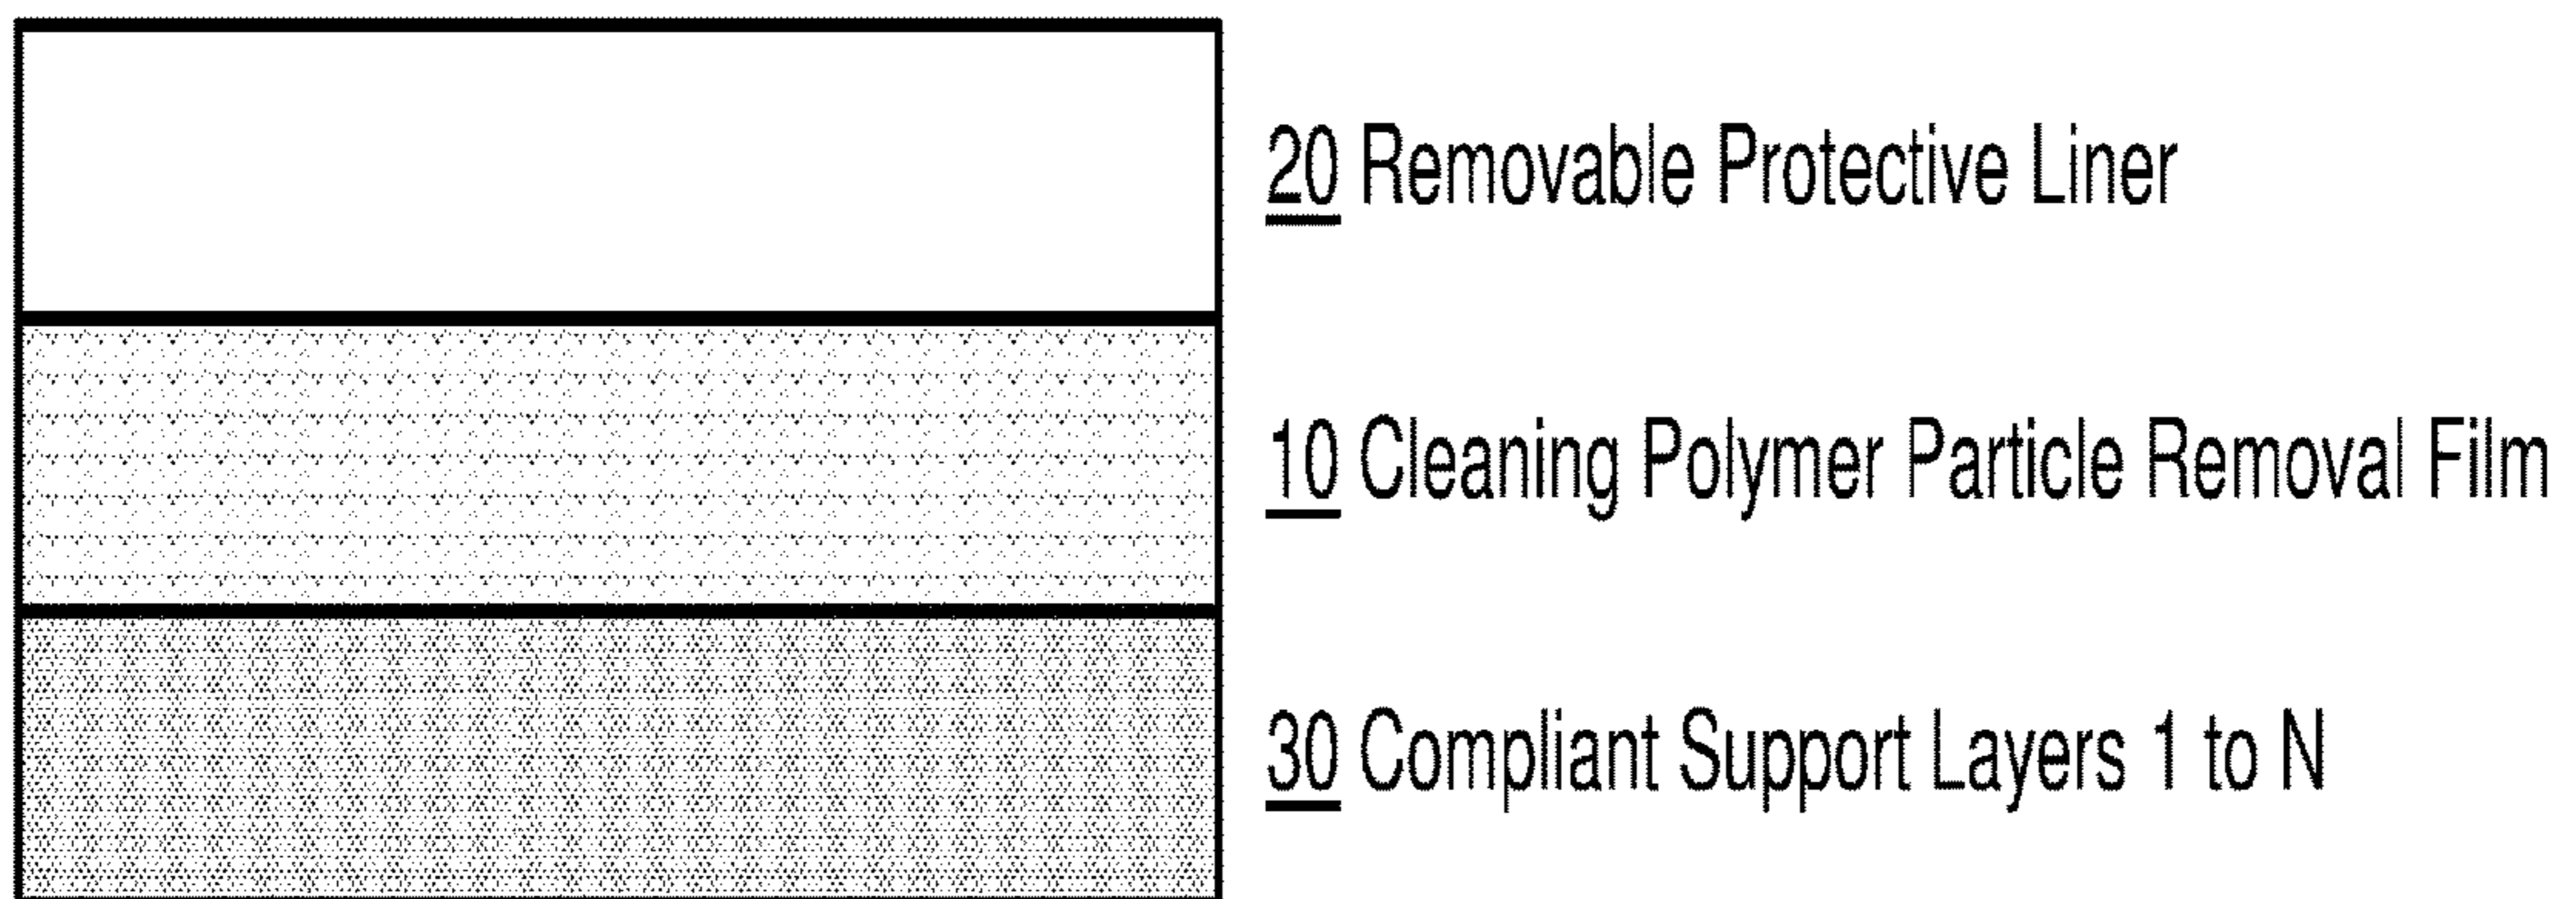 20 Removable Protective Liner
10 Cleaning Polymer Particle Removal Film
30 Compliant Support Layers 1 to N